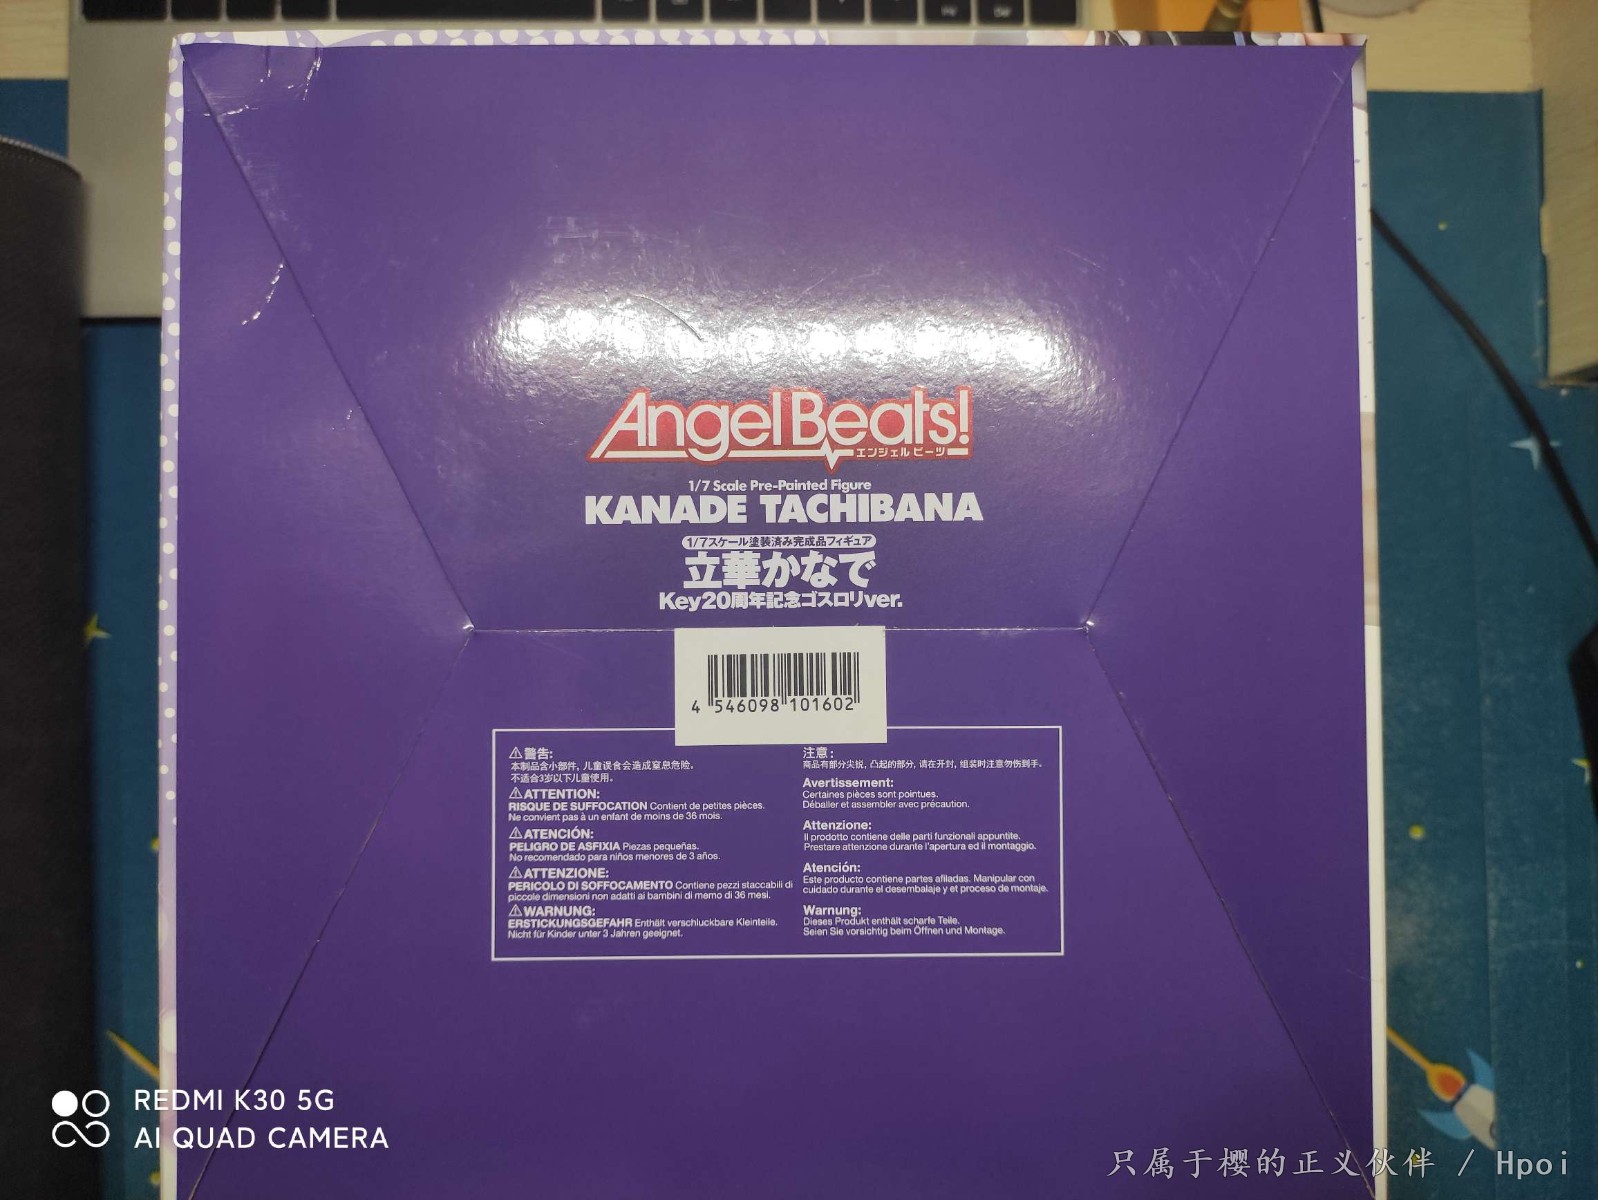 AngelBeats!
エンジェルビーツ
1/7 Scale Pre-Painted Figure
KANADE TACHIBANA
1/7スケール塗装済み完成品フィギュア
立華かなで
Key20周年記念ゴスロリver.
4 546098 101602
⚠警告:
本制品含小部件, 儿童误食会造成窒息危险。
不适合3岁以下儿童使用。
⚠ATTENTION:
RISQUE DE SUFFOCATION Contient de petites pièces.
Ne convient pas à un enfant de moins de 36 mois.
⚠ATENCIÓN:
PELIGRO DE ASFIXIA Piezas pequeñas.
No recomendado para niños menores de 3 años.
⚠ATTENZIONE:
PERICOLO DI SOFFOCAMENTO Contiene pezzi staccabili di
piccole dimensioni non adatti ai bambini di memo di 36 mesi.
⚠WARNUNG:
ERSTICKUNGSGEFAHR Enthält verschluckbare Kleinteile.
Nicht für Kinder unter 3 Jahren geeignet.
注意:
商品有部分尖锐, 凸起的部分, 请在开封, 组装时注意勿伤到手。
Avertissement:
Certaines pièces sont pointues.
Déballer et assembler avec précaution.
Attenzione:
Il prodotto contiene delle parti funzionali appuntite.
Prestare attenzione durante l'apertura ed il montaggio.
Atención:
Este producto contiene partes afiladas. Manipular con
cuidado durante el desembalaje y et proceso de montaje.
Warnung:
Dieses Produkt enthält scharfe Teile.
Seien Sie vorsichtig beim Öffnen und Montage.
REDMI K30 5G
AI QUAD CAMERA
只属于樱的正义伙伴 / Hpoi